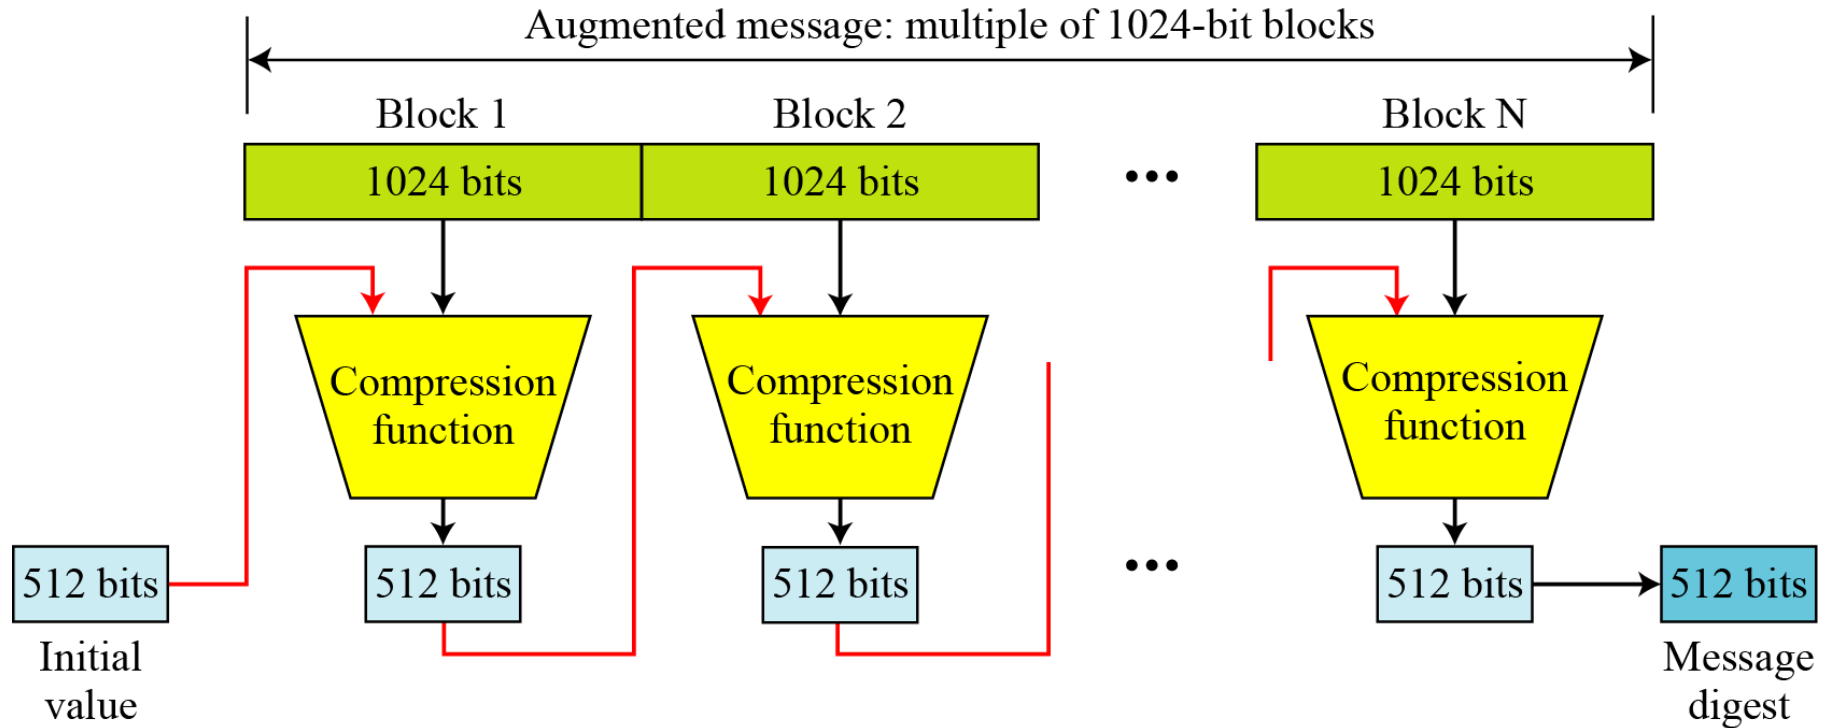 Augmented message: multiple of 1024-bit blocks
Block 1
Block 2
Block N
1024 bits
1024 bits
•••
1024 bits
Compression
function
Compression
function
Compression
function
512 bits
512 bits
512 bits
•••
512 bits
512 bits
Initial
value
Message
digest